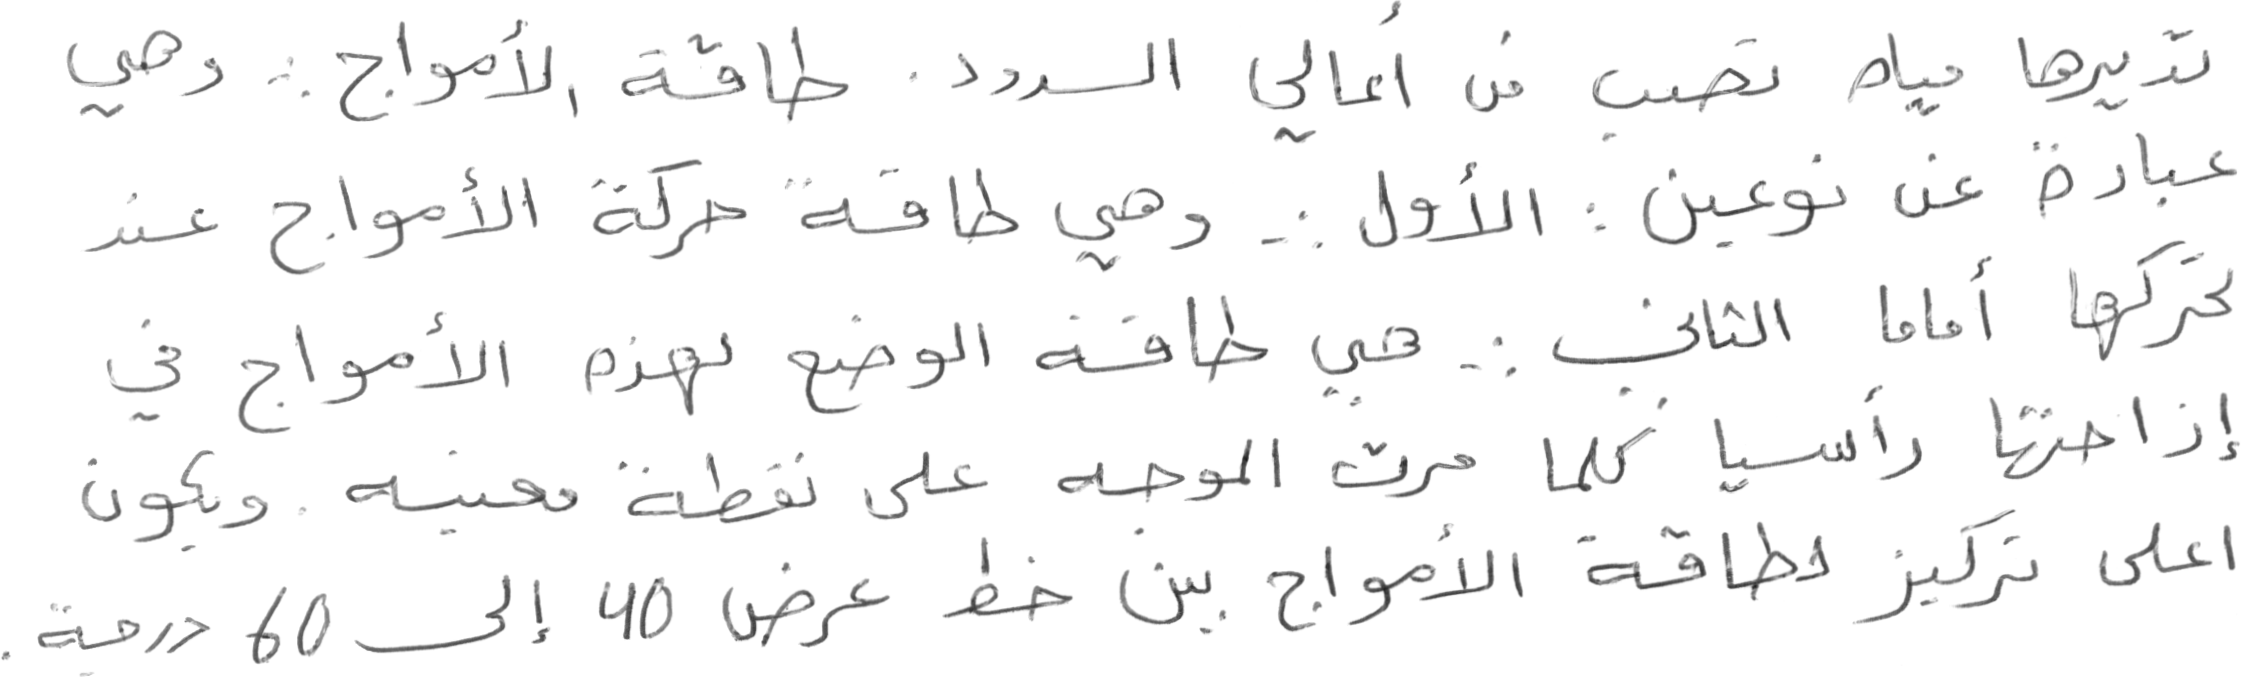 تديرها مياه تصب من أعالي السدود. طاقة الأمواج :- وهي
عبارة عن نوعين : الأول :- وهي طاقة حركة الأمواج عند
تحركها أماما الثاني :- هي طاقة الوضع لهذه الأمواج في
إزاحتها رأسيا كلما مرت الموجه على نقطة معينه. ويكون
اعلى تركيز لطاقة الأمواج بين خط عرض 40 إلى 60 درجة.